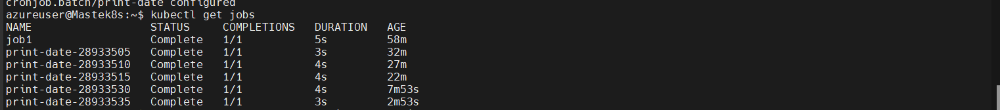 cronjob.batch/print-date configured
azureuser@Mastek8s:~$ kubectl get jobs
NAME                  STATUS     COMPLETIONS   DURATION   AGE
job1                  Complete   1/1           5s         58m
print-date-28933505   Complete   1/1           3s         32m
print-date-28933510   Complete   1/1           4s         27m
print-date-28933515   Complete   1/1           4s         22m
print-date-28933530   Complete   1/1           4s         7m53s
print-date-28933535   Complete   1/1           3s         2m53s